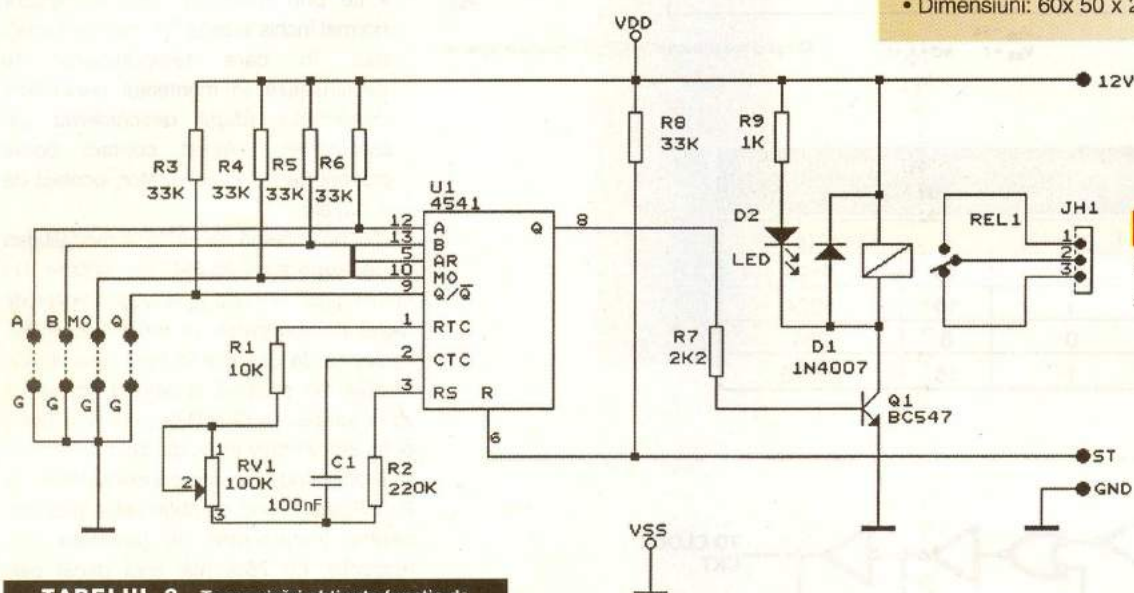 • Dimensiuni: 60x 50 x 2
VDD
12V
R3
33K
R4
33K
R5
33K
R6
33K
R8
33K
R9
1K
U1
4541
12 A
13 B
5 AR
10 MO
9 Q/Q̅
1 RTC
2 CTC
3 RS
R
6
Q 8
D2
LED
D1
1N4007
REL1
JH1
1
2
3
A B MO Q
G G G G
R1
10K
R7
2K2
Q1
BC547
1
2
3
RV1
100K
C1
100nF
R2
220K
ST
GND
VSS
TO CLOCK
CKT